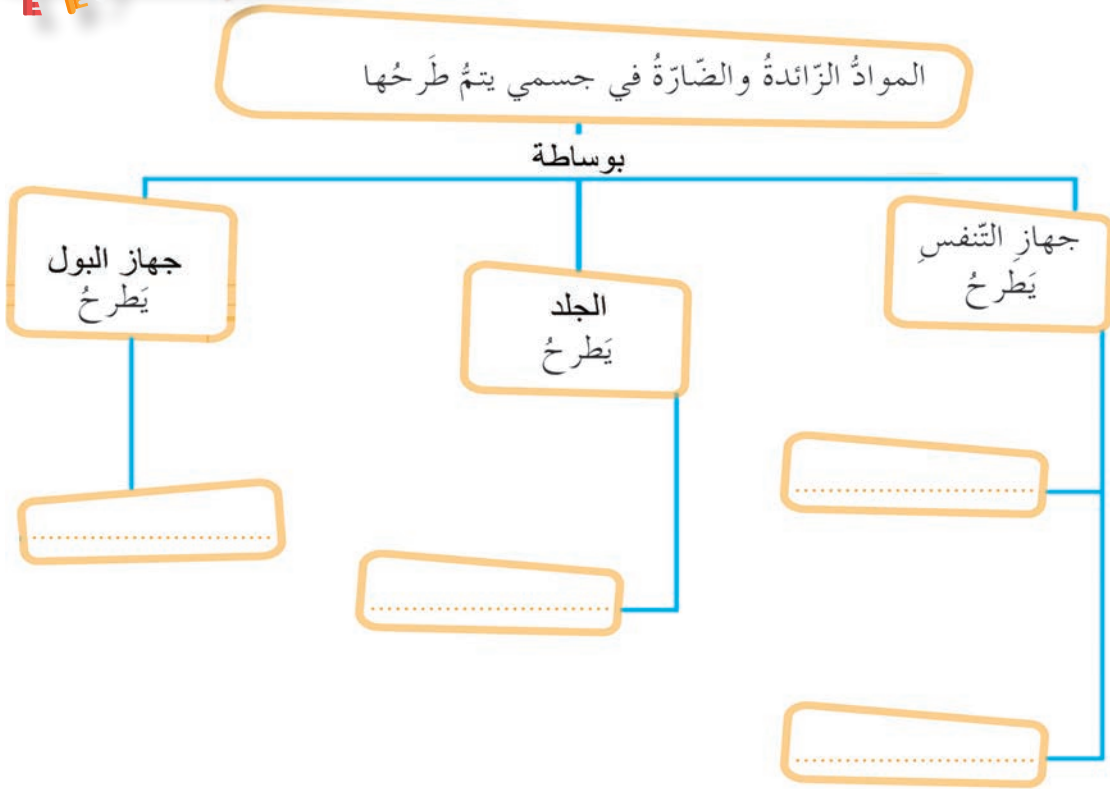 الموادُّ الزّائدةُ والضّارّةُ في جسمي يتمُّ طَرحُها
بوساطة
جهازِ التّنفسِ
يَطرحُ
الجلد
يَطرحُ
جهاز البول
يَطرحُ